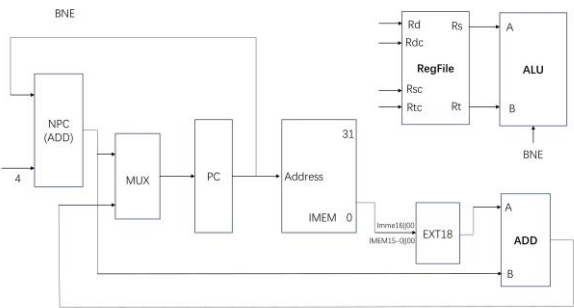 BNE
Rd
Rs
A
Rdc
RegFile
ALU
Rsc
Rtc
Rt
B
BNE
NPC
(ADD)
4
MUX
PC
31
Address
IMEM 0
Imme16||00
IMEM15-0||00
EXT18
A
ADD
B